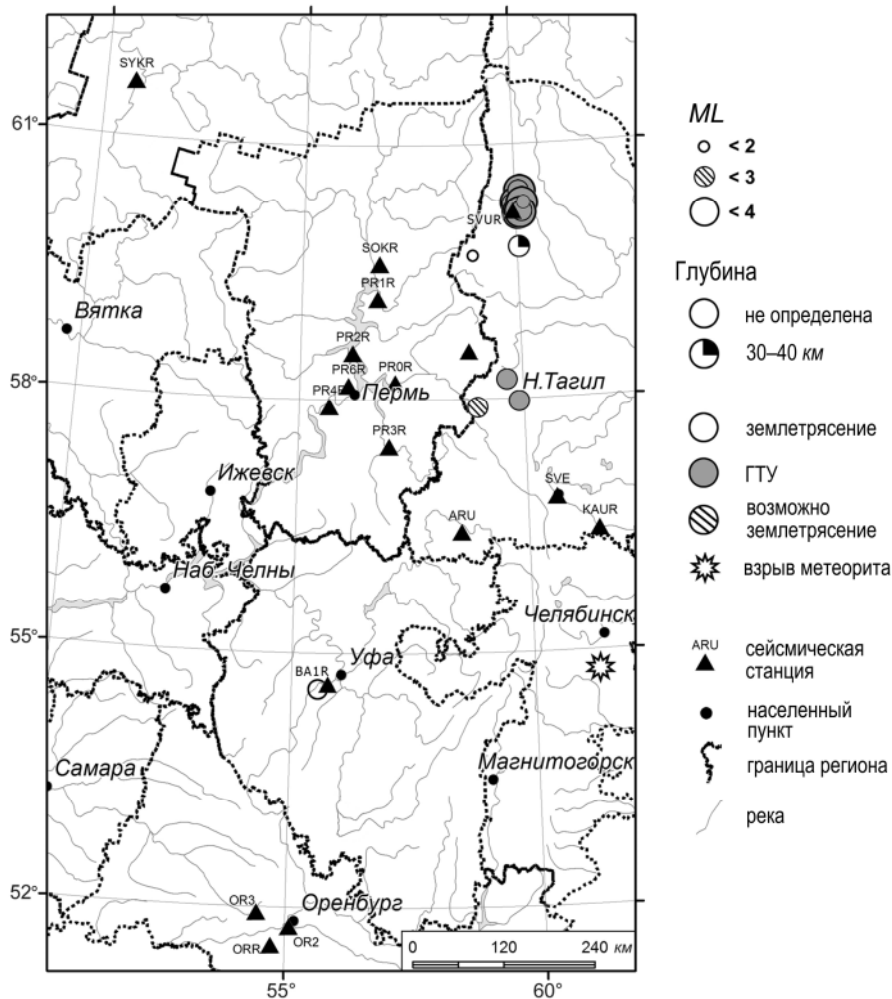 SYKR
61°
SVUR
SOKR
PR1R
Вятка
PR2R
PR6R
PR0R
58°
Н.Тагил
Пермь
PR3R
Ижевск
SVE
KAUR
ARU
Наб. Челны
55°
Челябинск
Уфа
BA1R
Магнитогорск
Самара
52°
OR3
Оренбург
OR2
ORR
0 120 240 км
55° 60°
ML
< 2
< 3
< 4
Глубина
не определена
30–40 км
землетрясение
ГТУ
возможно
землетрясение
взрыв метеорита
ARU
сейсмическая
станция
населенный
пункт
граница региона
река